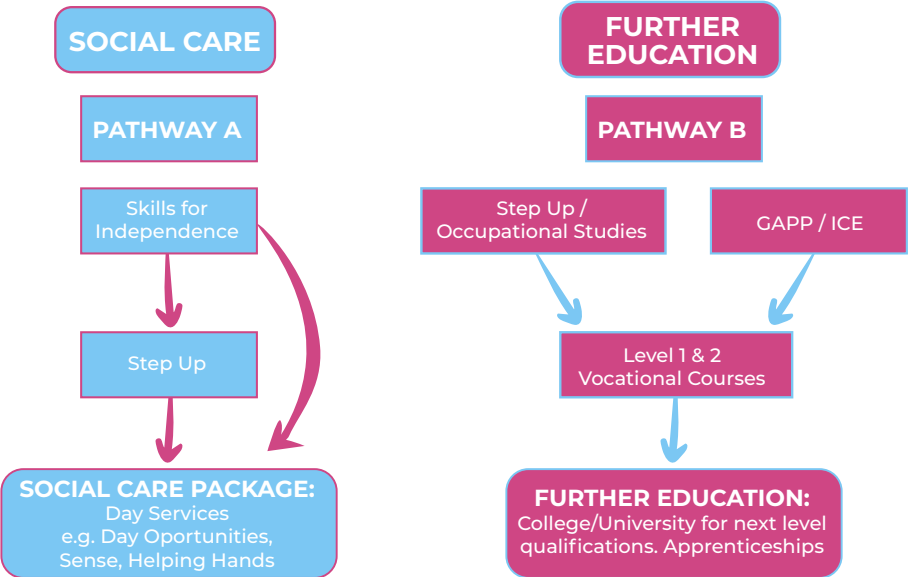 SOCIAL CARE
PATHWAY A
Skills for
Independence
Step Up
SOCIAL CARE PACKAGE:
Day Services
e.g. Day Oportunities,
Sense, Helping Hands
FURTHER
EDUCATION
PATHWAY B
Step Up /
Occupational Studies
GAPP / ICE
Level 1 & 2
Vocational Courses
FURTHER EDUCATION:
College/University for next level
qualifications. Apprenticeships